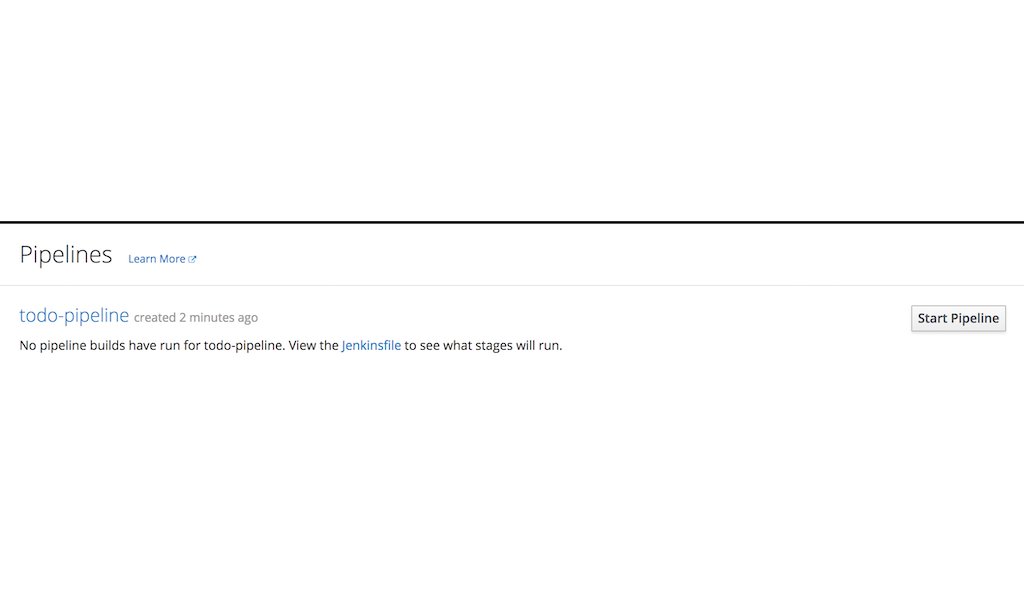 Pipelines Learn More
todo-pipeline created 2 minutes ago
Start Pipeline
No pipeline builds have run for todo-pipeline. View the Jenkinsfile to see what stages will run.